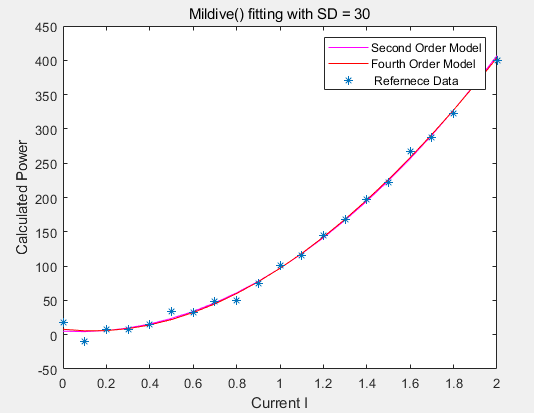 Mildive() fitting with SD = 30
450
400
350
300
250
200
150
100
50
0
-50
Calculated Power
Second Order Model
Fourth Order Model
Refernece Data
0 0.2 0.4 0.6 0.8 1 1.2 1.4 1.6 1.8 2
Current I